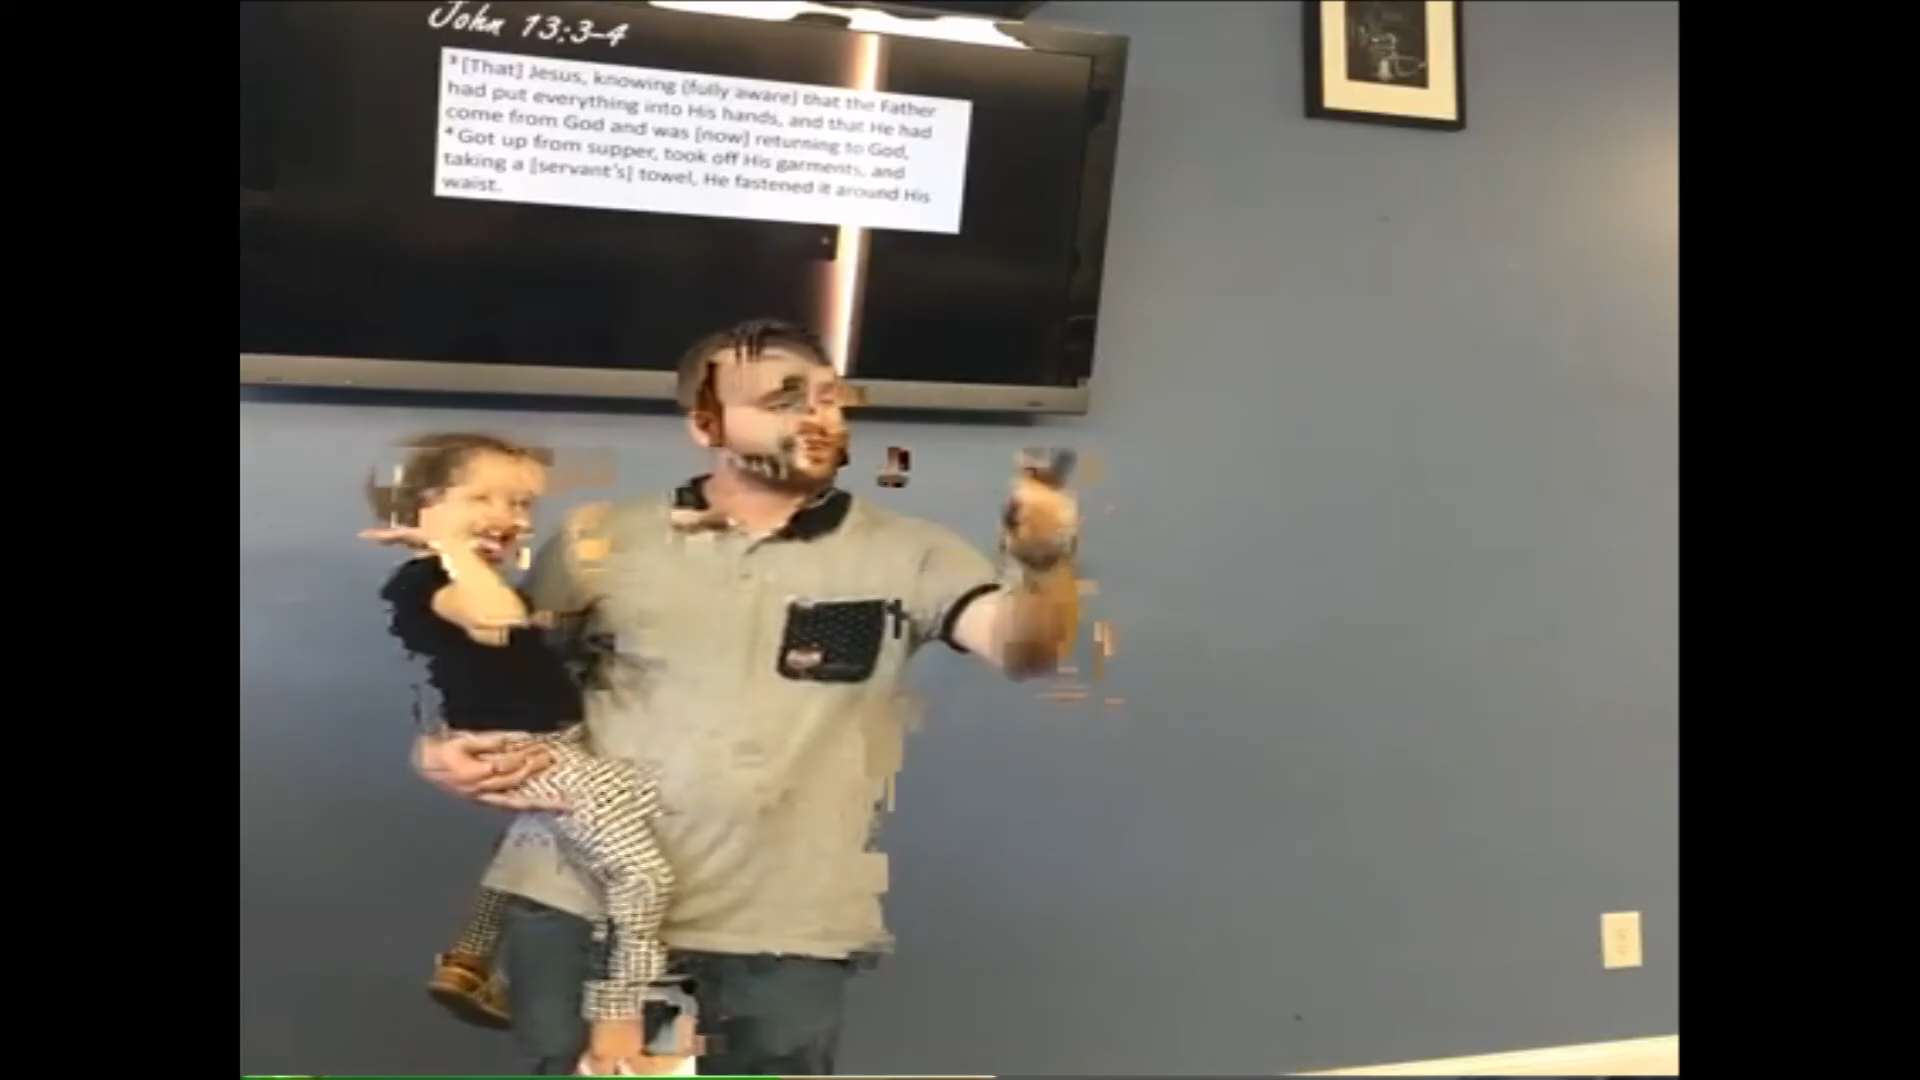 John 13:3-4
³ [That] Jesus, knowing (fully aware) that the Father
had put everything into His hands, and that He had
come from God and was [now] returning to God,
⁴ Got up from supper, took off His garments, and
taking a [servant's] towel, He fastened it around His
waist.